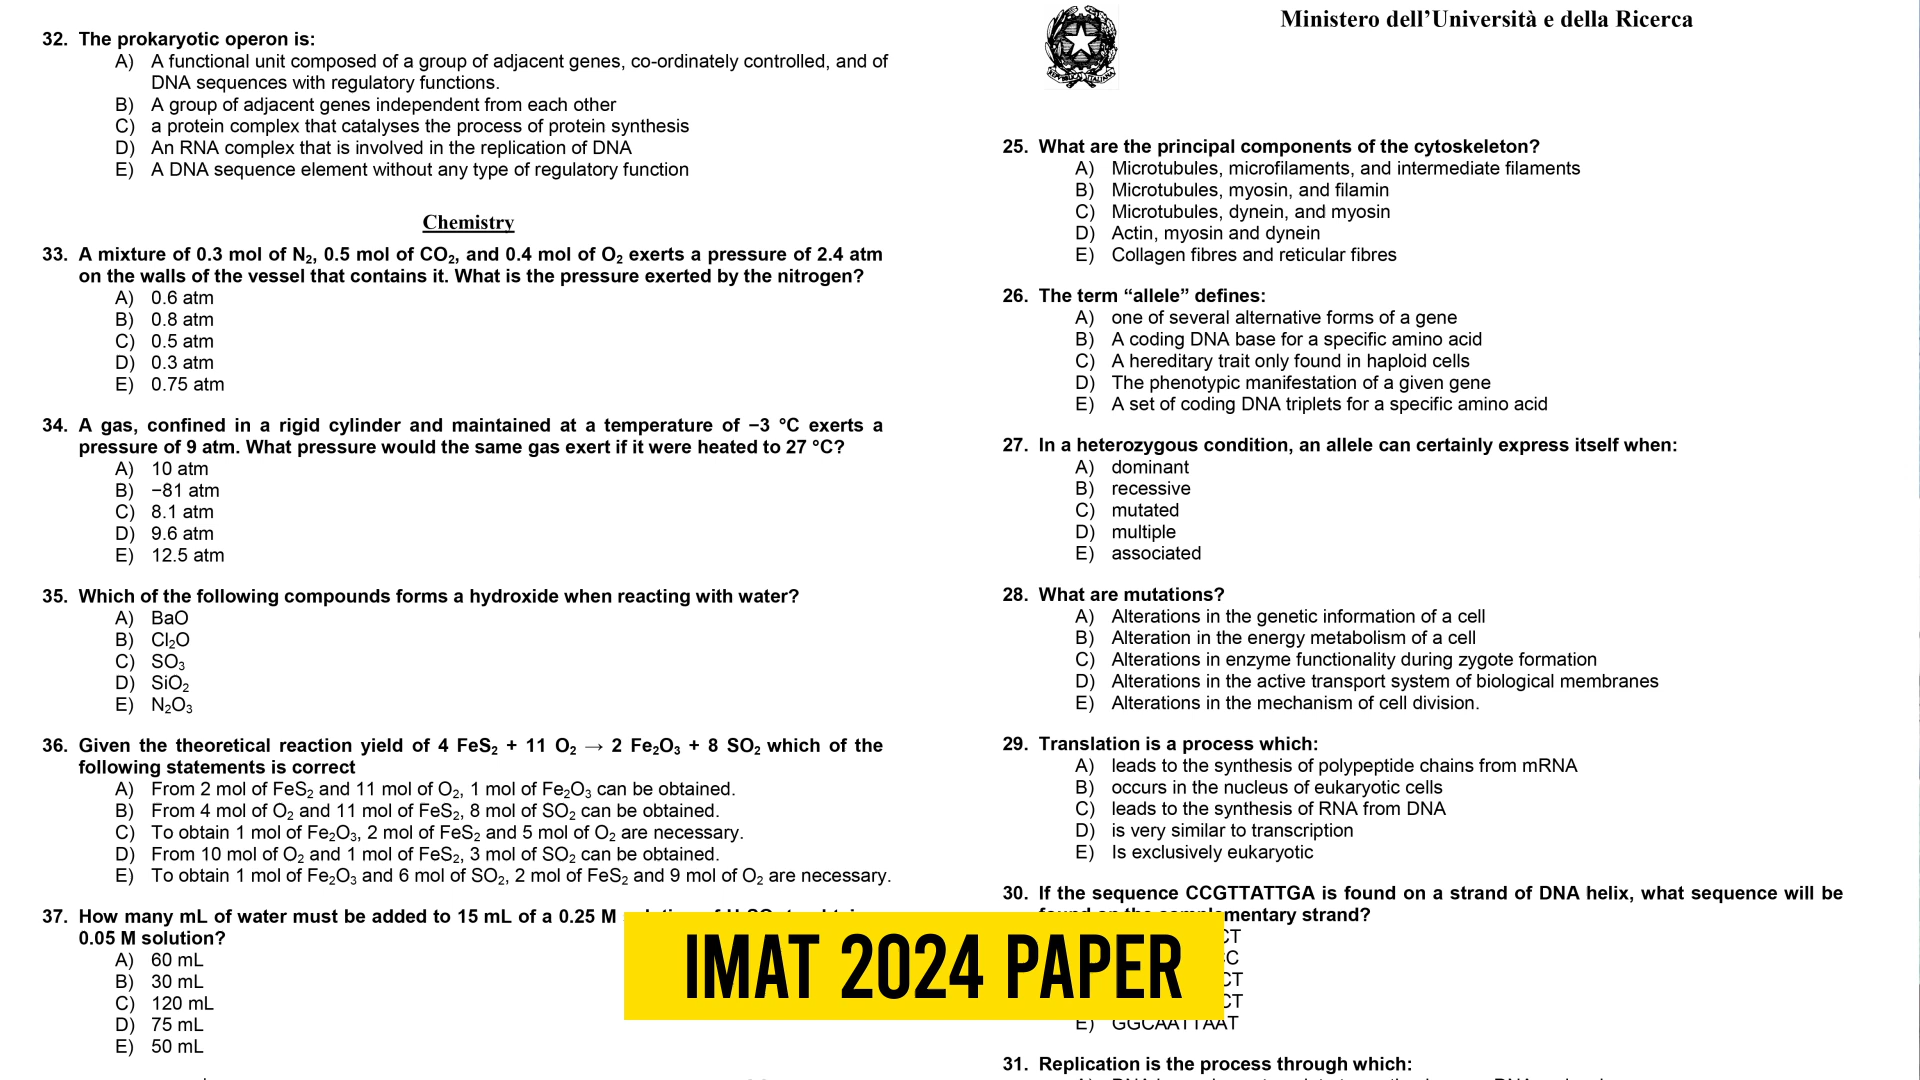 32. The prokaryotic operon is:
A) A functional unit composed of a group of adjacent genes, co-ordinately controlled, and of
DNA sequences with regulatory functions.
B) A group of adjacent genes independent from each other
C) a protein complex that catalyses the process of protein synthesis
D) An RNA complex that is involved in the replication of DNA
E) A DNA sequence element without any type of regulatory function
Chemistry
33. A mixture of 0.3 mol of N₂, 0.5 mol of CO₂, and 0.4 mol of O₂ exerts a pressure of 2.4 atm
on the walls of the vessel that contains it. What is the pressure exerted by the nitrogen?
A) 0.6 atm
B) 0.8 atm
C) 0.5 atm
D) 0.3 atm
E) 0.75 atm
34. A gas, confined in a rigid cylinder and maintained at a temperature of −3 °C exerts a
pressure of 9 atm. What pressure would the same gas exert if it were heated to 27 °C?
A) 10 atm
B) −81 atm
C) 8.1 atm
D) 9.6 atm
E) 12.5 atm
35. Which of the following compounds forms a hydroxide when reacting with water?
A) BaO
B) Cl₂O
C) SO₃
D) SiO₂
E) N₂O₃
36. Given the theoretical reaction yield of 4 FeS₂ + 11 O₂ → 2 Fe₂O₃ + 8 SO₂ which of the
following statements is correct
A) From 2 mol of FeS₂ and 11 mol of O₂, 1 mol of Fe₂O₃ can be obtained.
B) From 4 mol of O₂ and 11 mol of FeS₂, 8 mol of SO₂ can be obtained.
C) To obtain 1 mol of Fe₂O₃, 2 mol of FeS₂ and 5 mol of O₂ are necessary.
D) From 10 mol of O₂ and 1 mol of FeS₂, 3 mol of SO₂ can be obtained.
E) To obtain 1 mol of Fe₂O₃ and 6 mol of SO₂, 2 mol of FeS₂ and 9 mol of O₂ are necessary.
37. How many mL of water must be added to 15 mL of a 0.25 M
0.05 M solution?
A) 60 mL
B) 30 mL
C) 120 mL
D) 75 mL
E) 50 mL
Ministero dell'Università e della Ricerca
25. What are the principal components of the cytoskeleton?
A) Microtubules, microfilaments, and intermediate filaments
B) Microtubules, myosin, and filamin
C) Microtubules, dynein, and myosin
D) Actin, myosin and dynein
E) Collagen fibres and reticular fibres
26. The term “allele” defines:
A) one of several alternative forms of a gene
B) A coding DNA base for a specific amino acid
C) A hereditary trait only found in haploid cells
D) The phenotypic manifestation of a given gene
E) A set of coding DNA triplets for a specific amino acid
27. In a heterozygous condition, an allele can certainly express itself when:
A) dominant
B) recessive
C) mutated
D) multiple
E) associated
28. What are mutations?
A) Alterations in the genetic information of a cell
B) Alteration in the energy metabolism of a cell
C) Alterations in enzyme functionality during zygote formation
D) Alterations in the active transport system of biological membranes
E) Alterations in the mechanism of cell division.
29. Translation is a process which:
A) leads to the synthesis of polypeptide chains from mRNA
B) occurs in the nucleus of eukaryotic cells
C) leads to the synthesis of RNA from DNA
D) is very similar to transcription
E) Is exclusively eukaryotic
30. If the sequence CCGTTATTGA is found on a strand of DNA helix, what sequence will be
found on the complementary strand?
E) GGCAATTAAT
31. Replication is the process through which:
IMAT 2024 PAPER